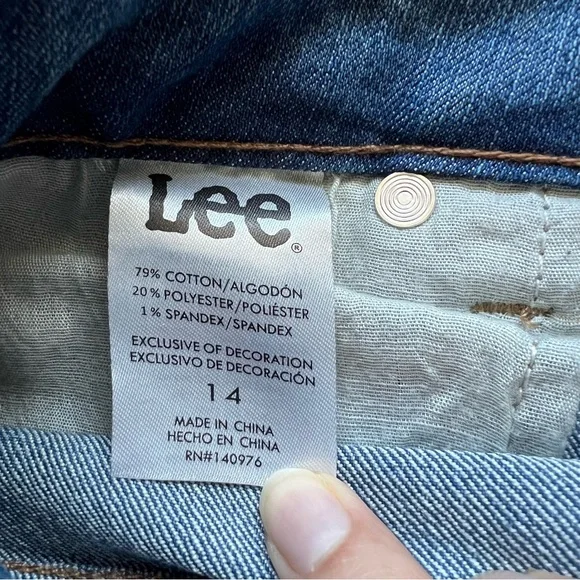 Lee®
79% COTTON/ALGODÓN
20% POLYESTER/POLIÉSTER
1% SPANDEX/SPANDEX
EXCLUSIVE OF DECORATION
EXCLUSIVO DE DECORACIÓN
14
MADE IN CHINA
HECHO EN CHINA
RN#140976